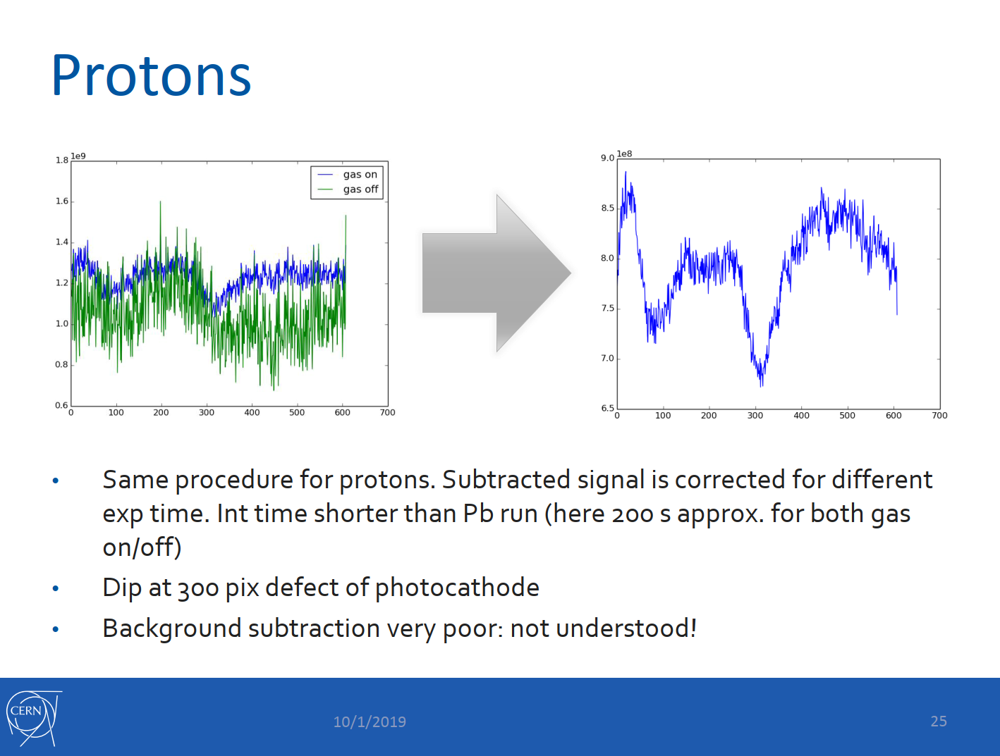 Protons
1e9
1.8
1.6
1.4
1.2
1.0
0.8
0.6
0 100 200 300 400 500 600 700
gas on
gas off
1e8
9.0
8.5
8.0
7.5
7.0
6.5
0 100 200 300 400 500 600 700
• Same procedure for protons. Subtracted signal is corrected for different
exp time. Int time shorter than Pb run (here 200 s approx. for both gas
on/off)
• Dip at 300 pix defect of photocathode
• Background subtraction very poor: not understood!
CERN
10/1/2019
25